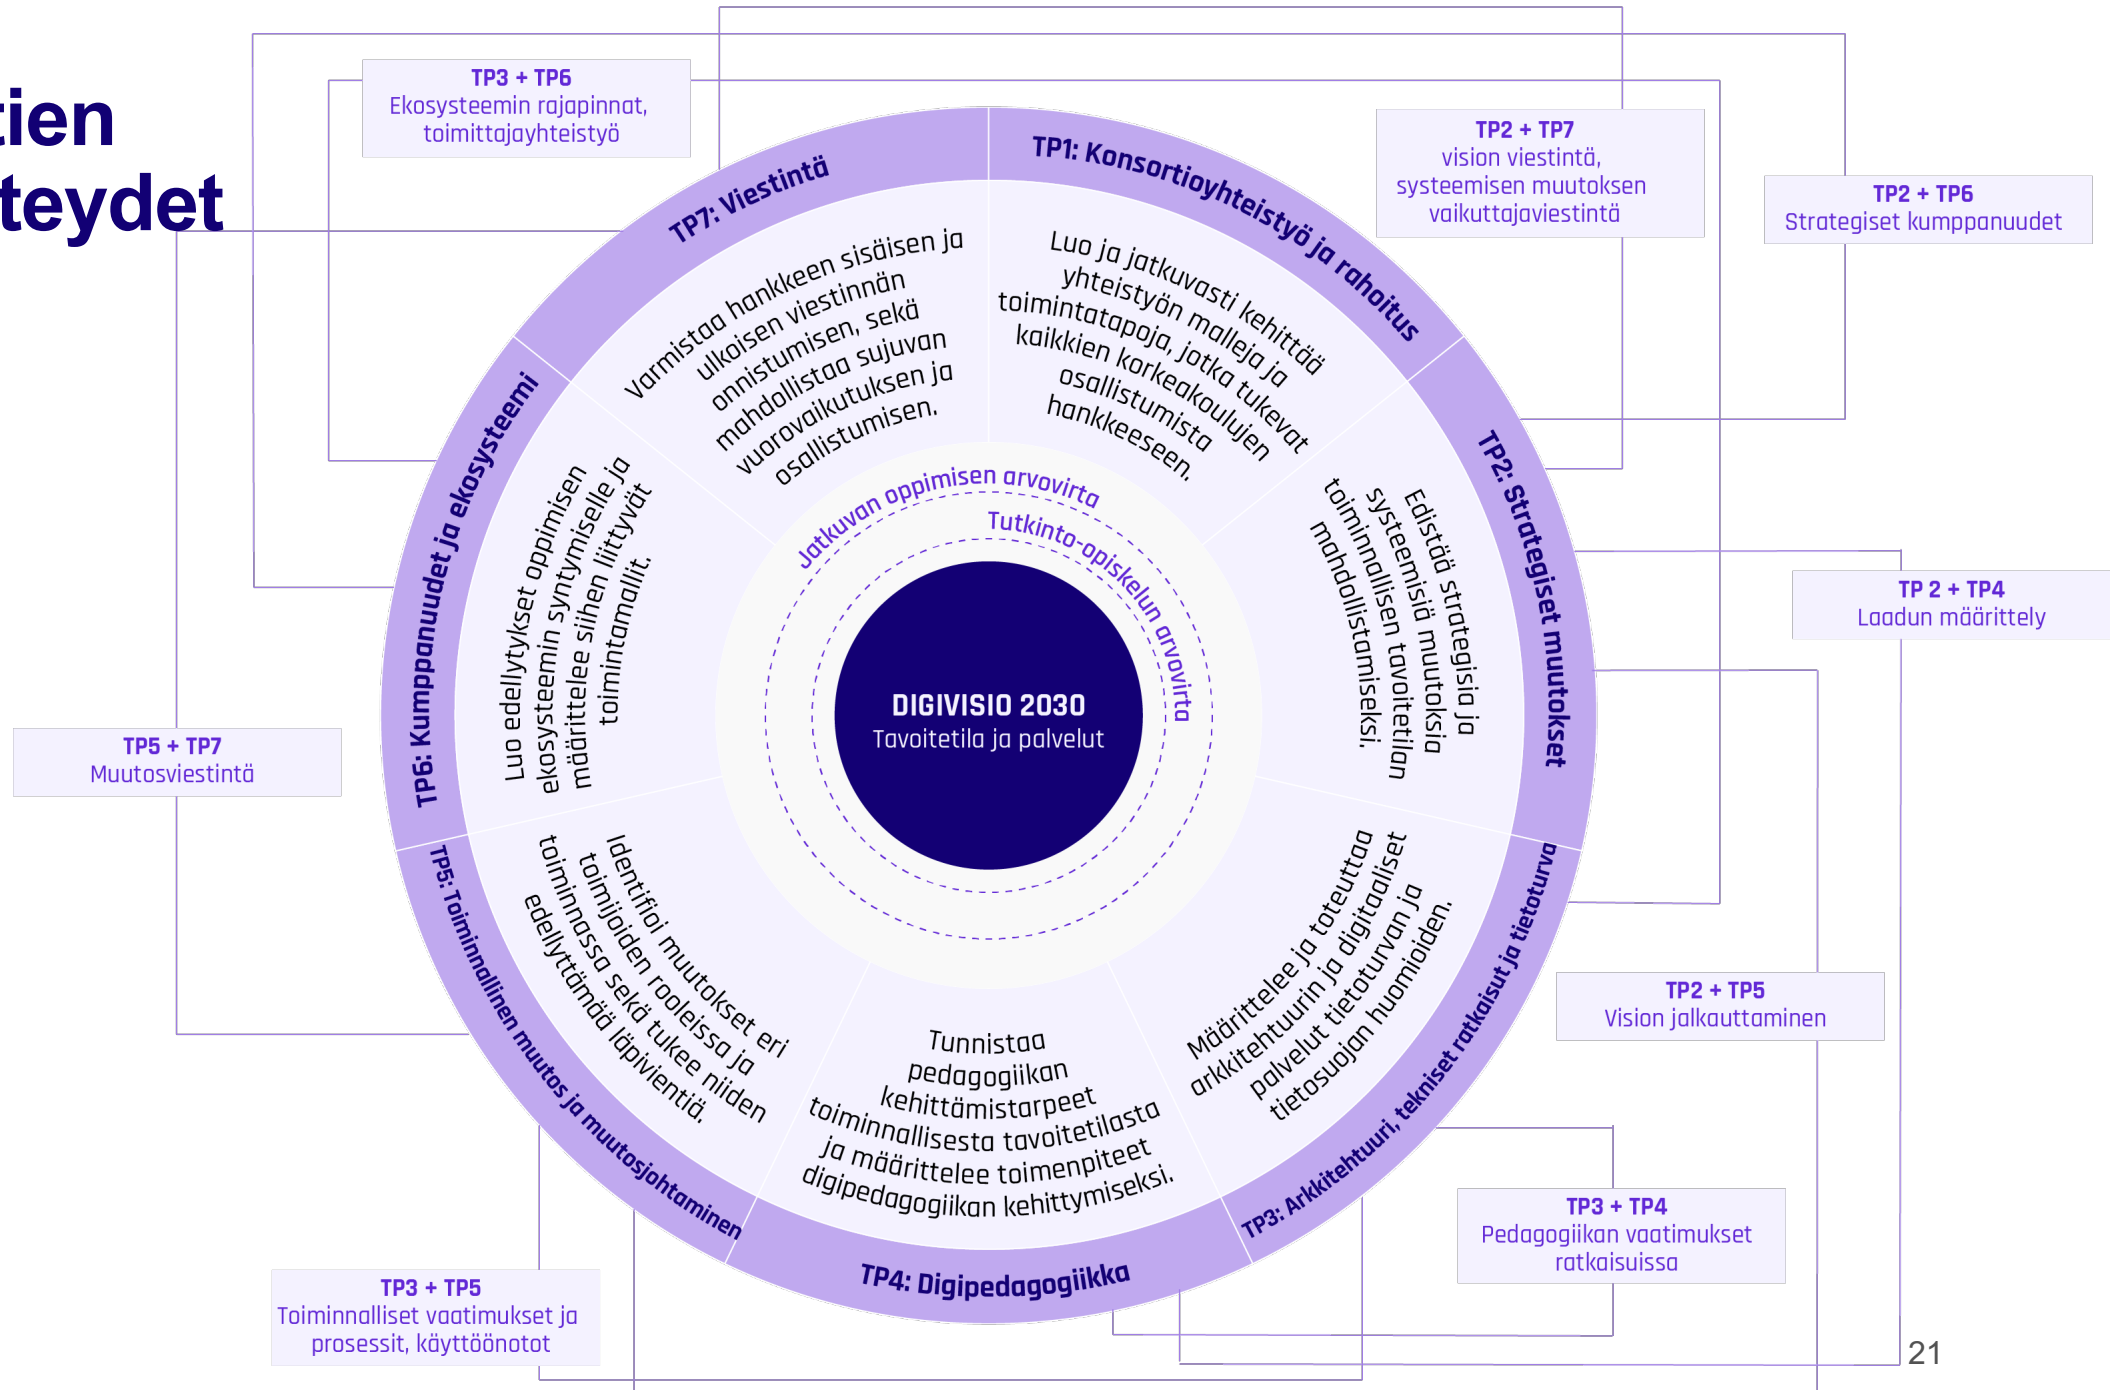 tien
teydet
TP3 + TP6
Ekosysteemin rajapinnat,
toimittajayhteistyö
TP2 + TP7
vision viestintä,
systeemisen muutoksen
vaikuttajaviestintä
TP2 + TP6
Strategiset kumppanuudet
TP 2 + TP4
Laadun määrittely
TP2 + TP5
Vision jalkauttaminen
TP3 + TP4
Pedagogiikan vaatimukset
ratkaisuissa
TP3 + TP5
Toiminnalliset vaatimukset ja
prosessit, käyttöönotot
TP5 + TP7
Muutosviestintä
TP1: Konsortioyhteistyö ja rahoitus
Luo ja jatkuvasti kehittää
yhteistyön malleja ja
toimintatapoja, jotka tukevat
kaikkien korkeakoulujen
osallistumista
hankkeeseen.
TP2: Strategiset muutokset
Edistää strategisia ja
systeemisiä muutoksia
toiminnallisen tavoitetilan
mahdollistamiseksi.
TP3: Arkkitehtuuri, tekniset ratkaisut ja tietoturva
Määrittelee ja toteuttaa
arkkitehtuurin ja digitaaliset
palvelut tietoturvan ja
tietosuojan huomioiden.
TP4: Digipedagogiikka
Tunnistaa
pedagogiikan
kehittämistarpeet
toiminnallisesta tavoitetilasta
ja määrittelee toimenpiteet
digipedagogiikan kehittymiseksi.
TP5: Toiminnallinen muutos ja muutosjohtaminen
Identifioi muutokset eri
toimijoiden rooleissa ja
toiminnassa sekä tukee niiden
edellyttämää läpivientiä.
TP6: Kumppanuudet ja ekosysteemi
Luo edellytykset oppimisen
ekosysteemin syntymiselle ja
määrittelee siihen liittyvät
toimintamallit.
TP7: Viestintä
Varmistaa hankkeen sisäisen ja
ulkoisen viestinnän
onnistumisen, sekä
mahdollistaa sujuvan
vuorovaikutuksen ja
osallistumisen.
Jatkuvan oppimisen arvovirta
Tutkinto-opiskelun arvovirta
DIGIVISIO 2030
Tavoitetila ja palvelut
21